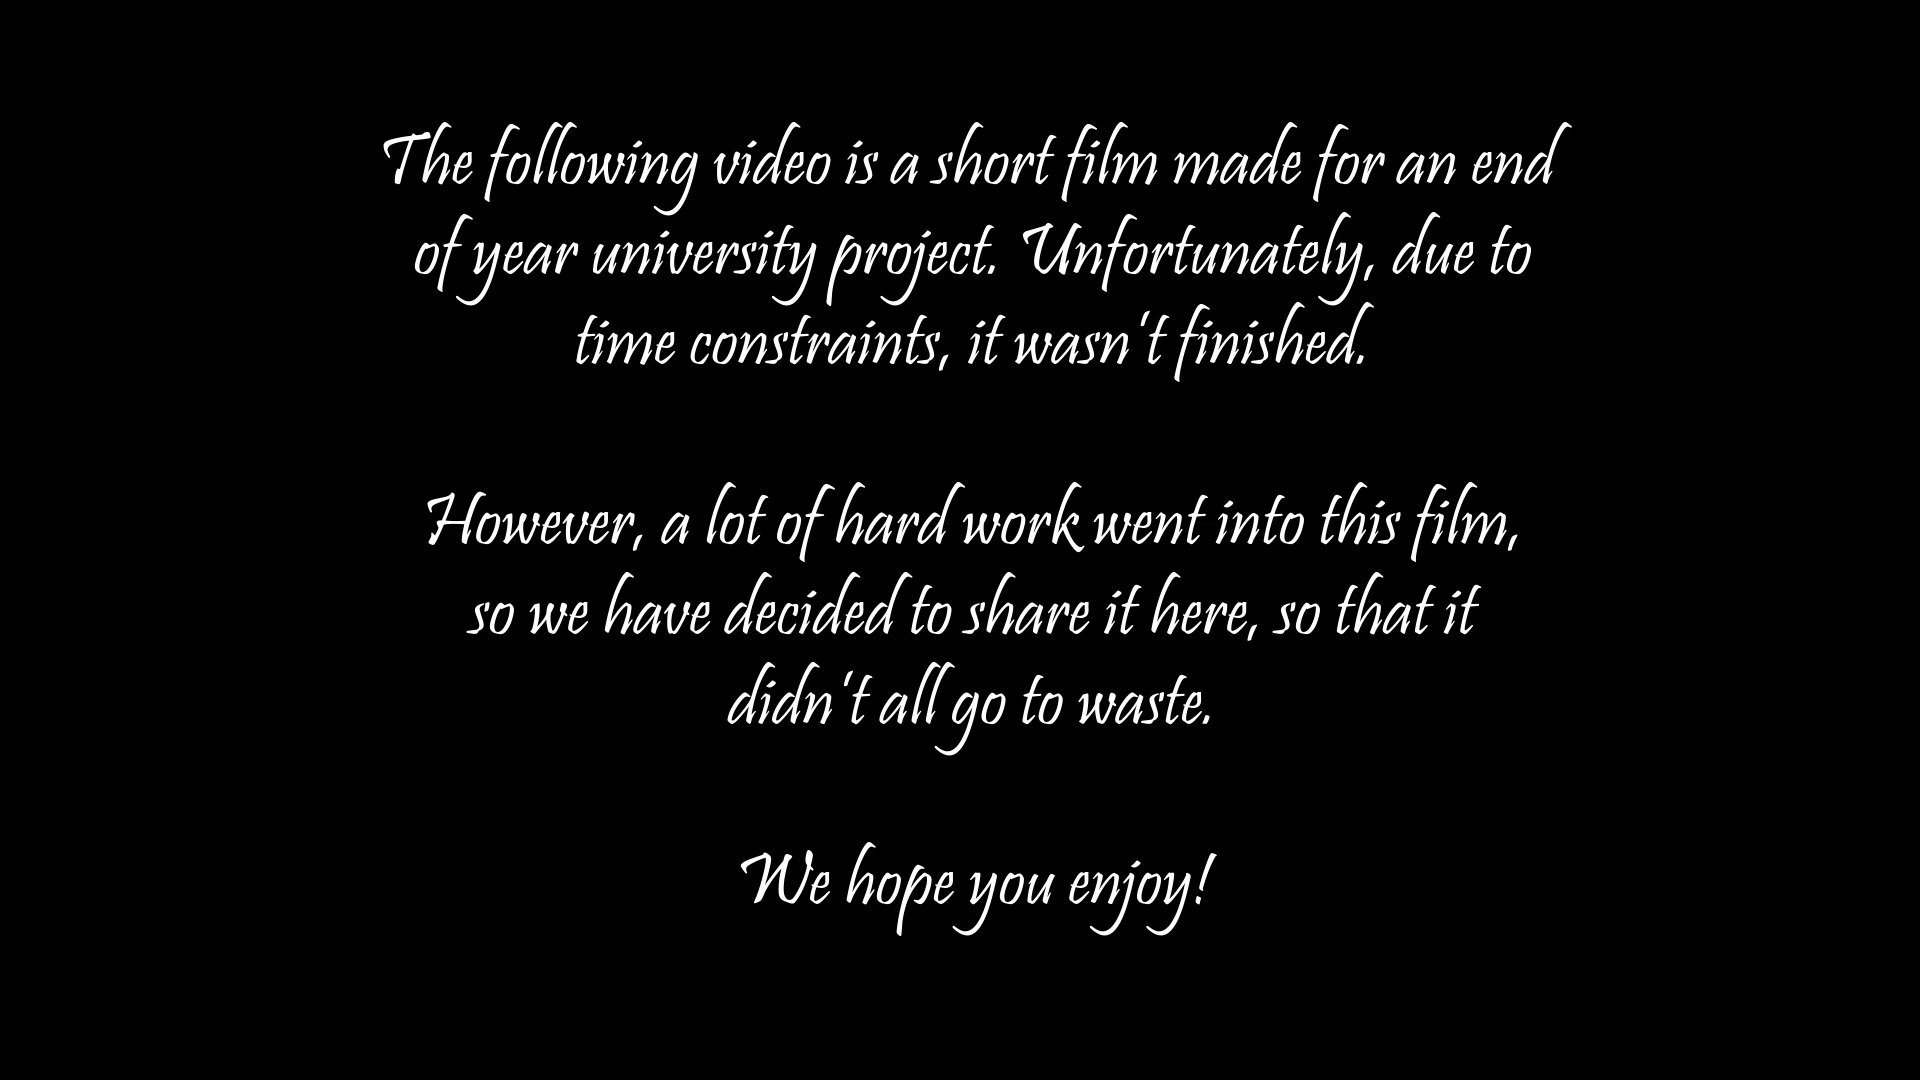 The following video is a short film made for an end
of year university project. Unfortunately, due to
time constraints, it wasn't finished.
However, a lot of hard work went into this film,
so we have decided to share it here, so that it
didn't all go to waste.
We hope you enjoy!